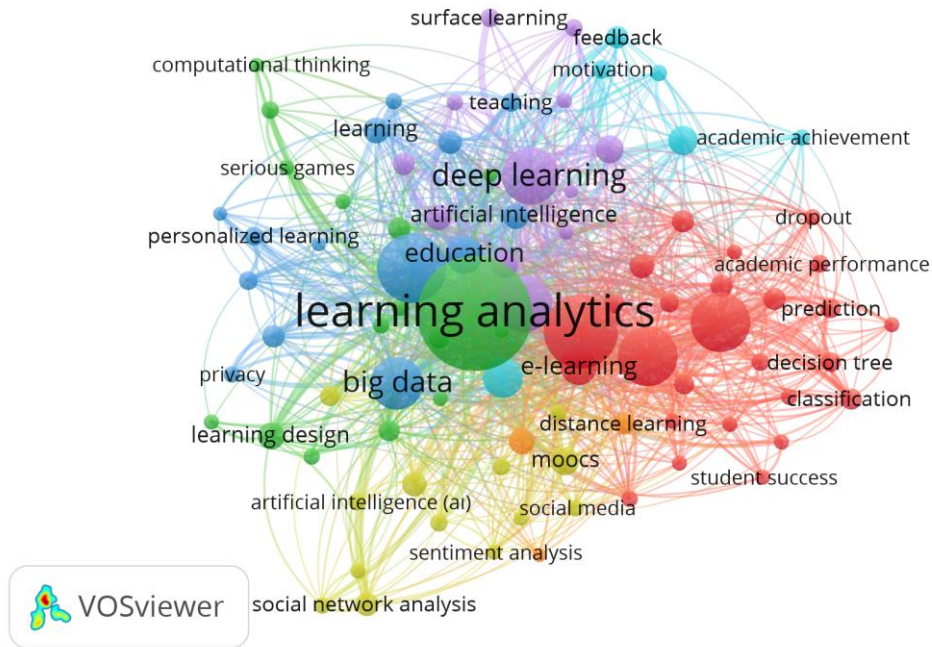 surface learning
feedback
computational thinking
motivation
teaching
learning
academic achievement
serious games
deep learning
artificial ıntelligence
dropout
personalized learning
education
academic performance
learning analytics
prediction
e-learning
decision tree
privacy
big data
classification
distance learning
learning design
moocs
student success
artificial intelligence (aı)
social media
sentiment analysis
social network analysis
VOSviewer